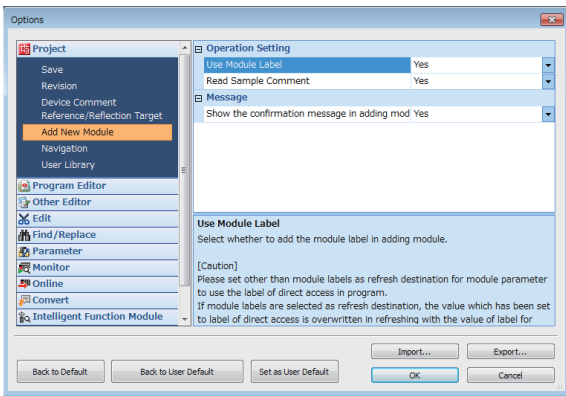 Options
Project
Save
Revision
Device Comment
Reference/Reflection Target
Add New Module
Navigation
User Library
Program Editor
Other Editor
Edit
Find/Replace
Parameter
Monitor
Online
Convert
Intelligent Function Module
Operation Setting
Use Module Label Yes
Read Sample Comment Yes
Message
Show the confirmation message in adding mod Yes
Use Module Label
Select whether to add the module label in adding module.
[Caution]
Please set other than module labels as refresh destination for module parameter
to use the label of direct access in program.
If module labels are selected as refresh destination, the value which has been set
to label of direct access is overwritten in refreshing with the value of label for
Import...
Export...
Back to Default
Back to User Default
Set as User Default
OK
Cancel